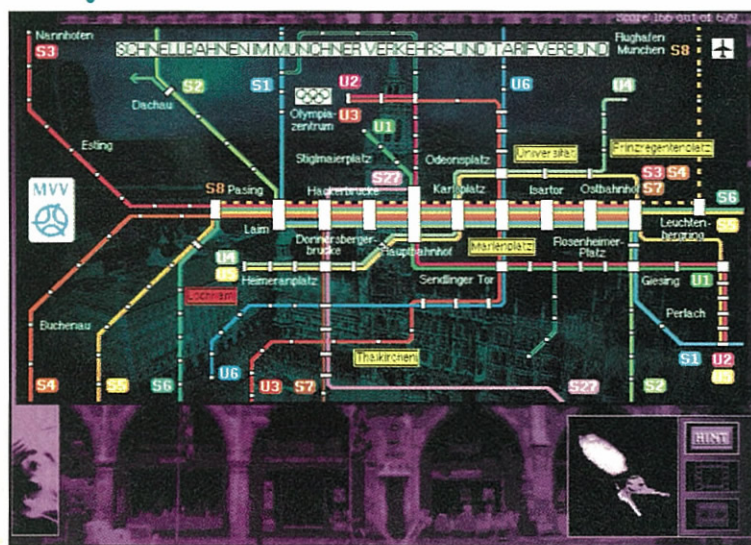 Score 166 out of 679
Nannhofen
S3
SCHNELLBAHNEN IM MÜNCHNER VERKEHRS-UND TARIFVERBUND
Flughafen
Munchen
S8
S2
S1
U2
U6
U4
Dachau
Olympia-
zentrum
U3
U1
Esting
Stiglmaierplatz
Odeonsplatz
Universität
Prinzregentenplatz
MVV
S8
Pasing
S27
Hackerbrücke
Karlsplatz
Isartor
Ostbahnhof
S3
S4
S7
S6
S5
Laim
Donnersberger-
brücke
Hauptbahnhof
Marienplatz
Rosenheimer-
Platz
Leuchten-
bergring
U4
U5
Heimeranplatz
Sendlinger Tor
Giesing
U1
Lochham
Buchenau
Perlach
Thalkirchen
U6
S1
U2
U5
S4
S5
S6
U3
S7
S27
S2
HINT